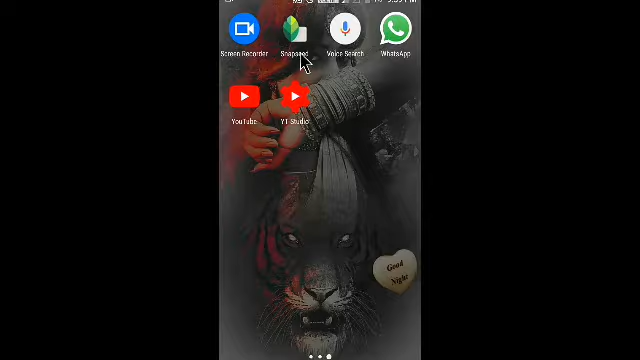 Screen Recorder Snapseed Voice Search WhatsApp
YouTube YT Studio
Good
Night